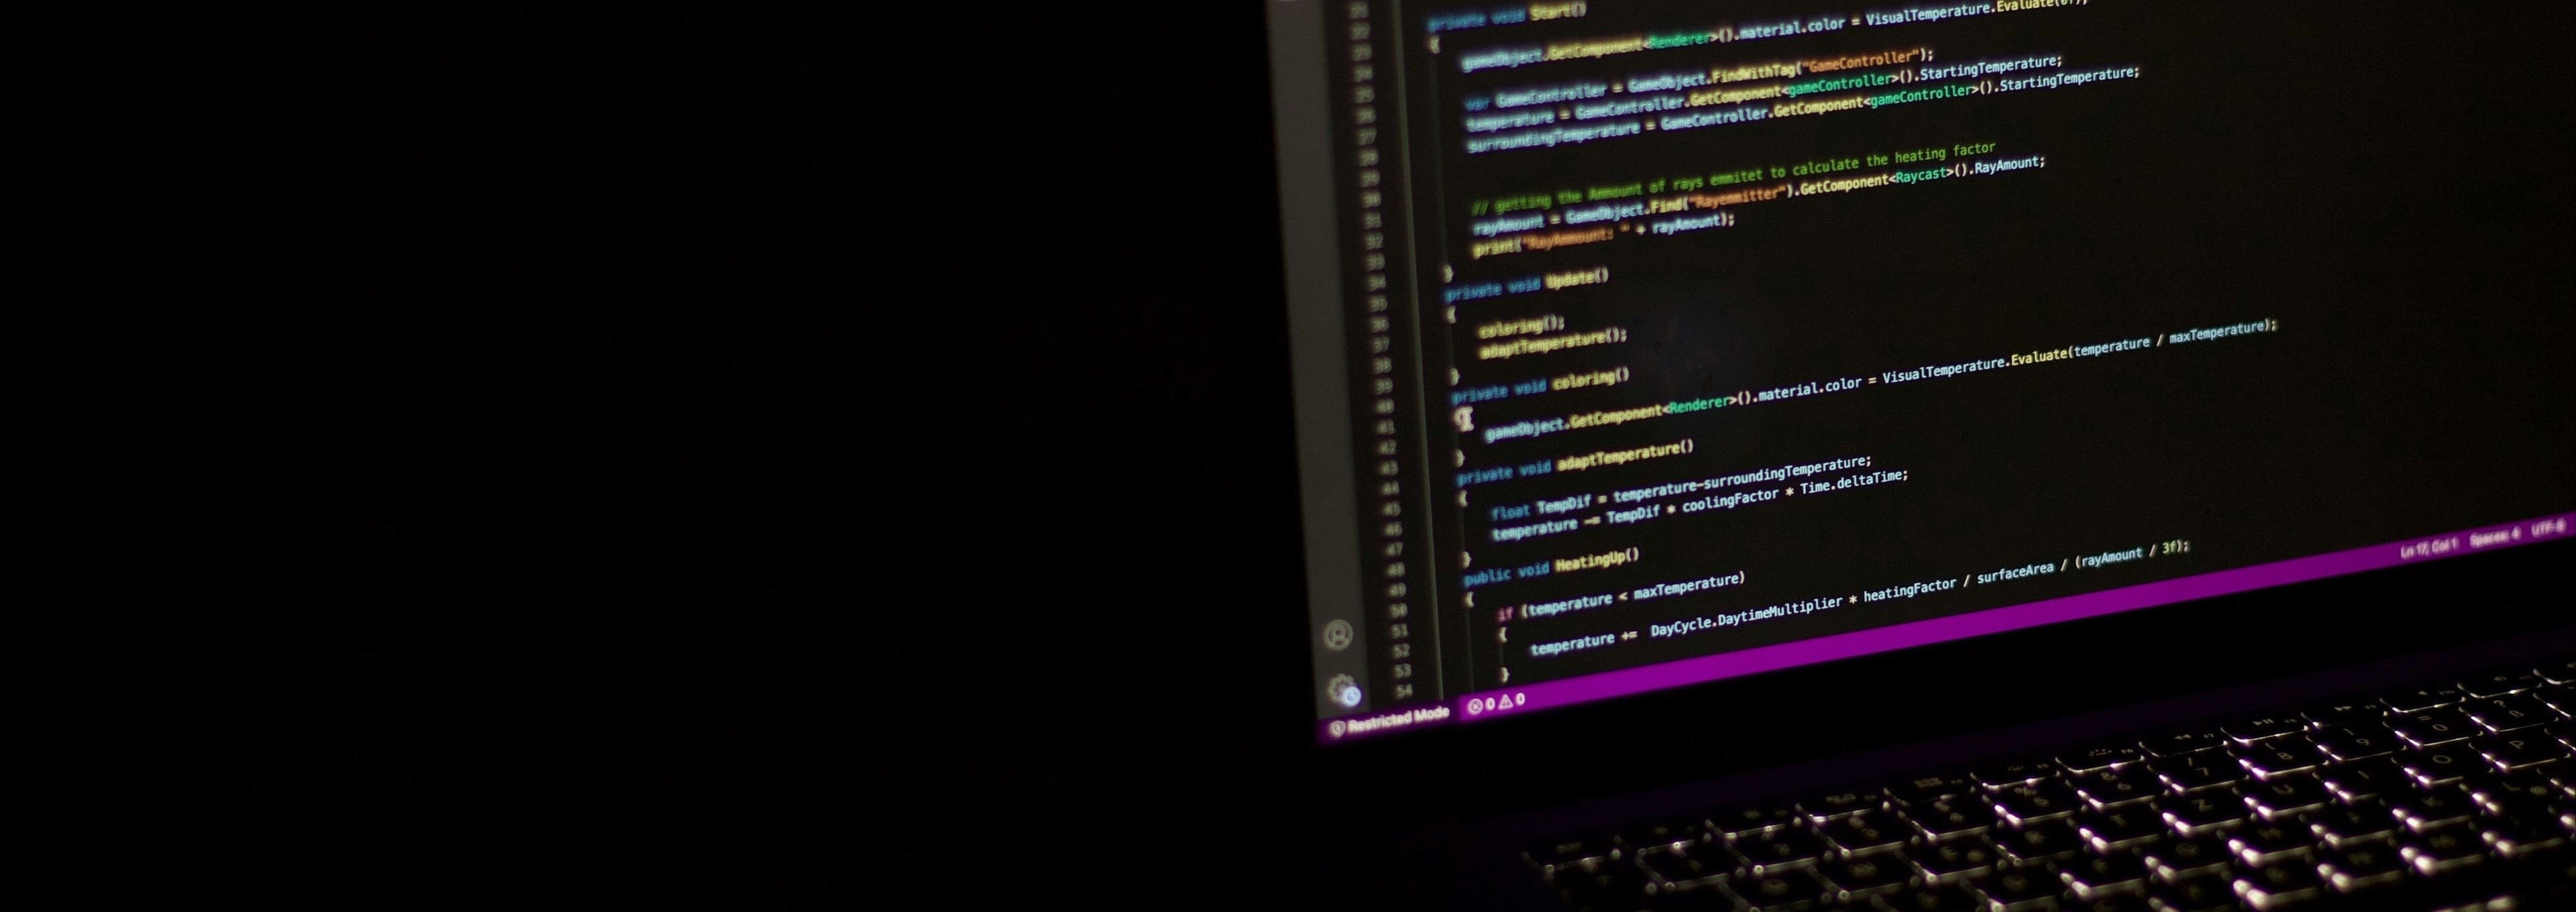 21 private void Start()
22 {
23 gameObject.GetComponent<Renderer>().material.color = VisualTemperature.Evaluate(0f);
24
25 var GameController = GameObject.FindWithTag("GameController");
26 temperature = GameController.GetComponent<gameController>().StartingTemperature;
27 surroundingTemperature = GameController.GetComponent<gameController>().StartingTemperature;
28
29
30 // getting the Ammount of rays emmitet to calculate the heating factor
31 rayAmount = GameObject.Find("Rayemmitter").GetComponent<Raycast>().RayAmount;
32 print("RayAmmount: " + rayAmount);
33 }
34 private void Update()
35 {
36 coloring();
37 adaptTemperature();
38 }
39 private void coloring()
40 {
41 gameObject.GetComponent<Renderer>().material.color = VisualTemperature.Evaluate(temperature / maxTemperature);
42 }
43 private void adaptTemperature()
44 {
45 float TempDif = temperature-surroundingTemperature;
46 temperature -= TempDif * coolingFactor * Time.deltaTime;
47 }
48 public void HeatingUp()
49 {
50 if (temperature < maxTemperature)
51 {
52 temperature += DayCycle.DaytimeMultiplier * heatingFactor / surfaceArea / (rayAmount / 3f);
53 }
54
Restricted Mode 0 0 Ln 17, Col 1 Spaces: 4 UTF-8